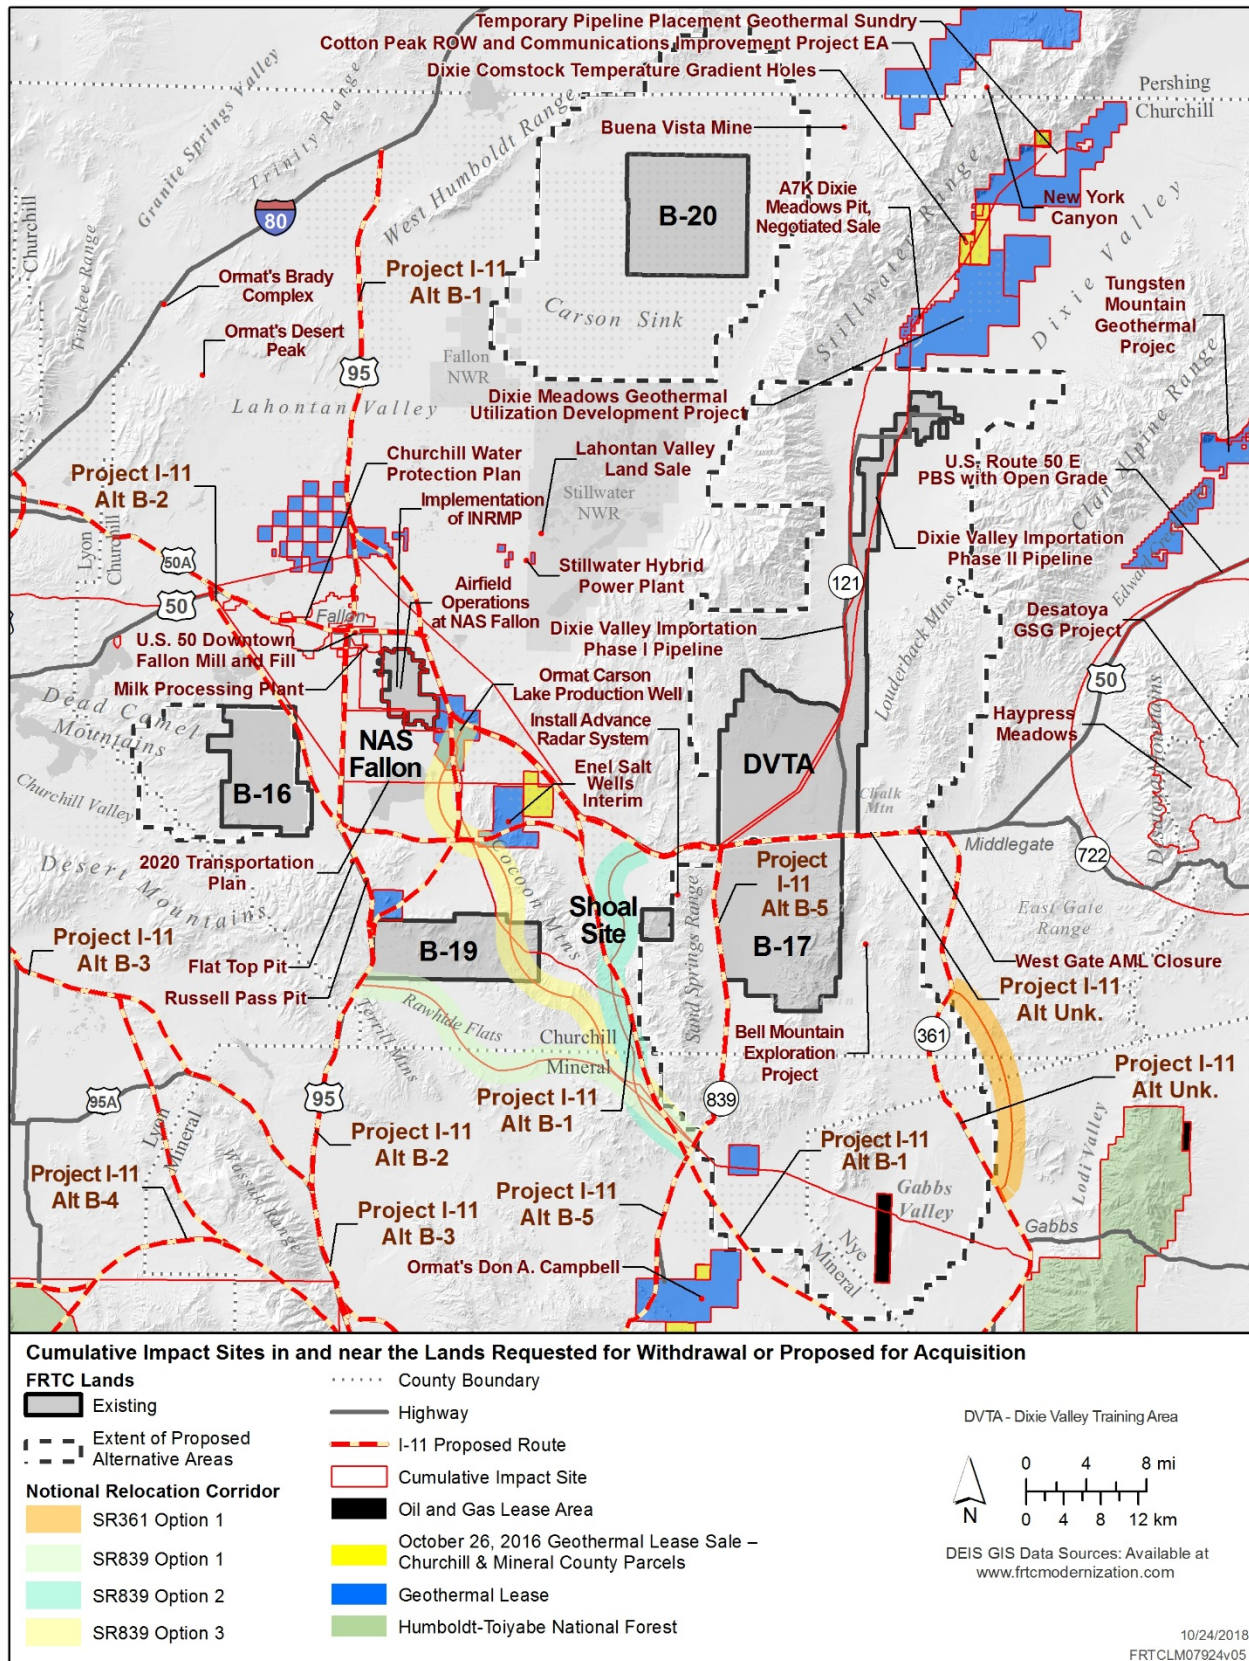 Temporary Pipeline Placement Geothermal Sundry
Cotton Peak ROW and Communications Improvement Project EA
Dixie Comstock Temperature Gradient Holes
Pershing
Churchill
Granite Springs Valley
Trinity Range
West Humboldt Range
Buena Vista Mine
B-20
A7K Dixie
Meadows Pit,
Negotiated Sale
New York
Canyon
80
Churchill
Truckee Range
Ormat's Brady
Complex
Project I-11
Alt B-1
Carson Sink
Stillwater Range
Dixie Valley
Tungsten
Mountain
Geothermal
Projec
Ormat's Desert
Peak
95
Fallon
NWR
Lahontan Valley
Dixie Meadows Geothermal
Utilization Development Project
Clan Alpine Range
Project I-11
Alt B-2
Churchill Water
Protection Plan
Lahontan Valley
Land Sale
Implementation
of INRMP
Stillwater
NWR
U.S. Route 50 E
PBS with Open Grade
Lyon
Churchill
50A
50
Airfield
Operations
at NAS Fallon
Stillwater Hybrid
Power Plant
Dixie Valley Importation
Phase II Pipeline
121
Fallon
U.S. 50 Downtown
Fallon Mill and Fill
Dixie Valley Importation
Phase I Pipeline
Louderback Mtns
Desatoya
GSG Project
50
Milk Processing Plant
Ormat Carson
Lake Production Well
Dead Camel
Mountains
Install Advance
Radar System
Haypress
Meadows
NAS
Fallon
DVTA
Enel Salt
Wells
Interim
B-16
Churchill Valley
Chalk
Mtn
Desatoya Mountains
Middlegate
722
2020 Transportation
Plan
Desert Mountains
Cocoon Mtns
Project
I-11
Alt B-5
Shoal
Site
Sand Springs Range
East Gate
Range
Project I-11
Alt B-3
B-19
B-17
Flat Top Pit
West Gate AML Closure
Russell Pass Pit
Project I-11
Alt Unk.
Rawhide Flats
Terrill Mtns
Churchill
Mineral
Bell Mountain
Exploration
Project
361
Project I-11
Alt Unk.
95A
95
Project I-11
Alt B-1
839
Lyon
Mineral
Project I-11
Alt B-2
Project I-11
Alt B-1
Lodi Valley
Wassuk Range
Project I-11
Alt B-4
Project I-11
Alt B-5
Gabbs
Valley
Project I-11
Alt B-3
Gabbs
Nye
Mineral
Ormat's Don A. Campbell
Cumulative Impact Sites in and near the Lands Requested for Withdrawal or Proposed for Acquisition
FRTC Lands
Existing
Extent of Proposed
Alternative Areas
Notional Relocation Corridor
SR361 Option 1
SR839 Option 1
SR839 Option 2
SR839 Option 3
County Boundary
Highway
I-11 Proposed Route
Cumulative Impact Site
Oil and Gas Lease Area
October 26, 2016 Geothermal Lease Sale –
Churchill & Mineral County Parcels
Geothermal Lease
Humboldt-Toiyabe National Forest
DVTA - Dixie Valley Training Area
N
0 4 8 mi
0 4 8 12 km
DEIS GIS Data Sources: Available at
www.frtcmodernization.com
10/24/2018
FRTCLM07924v05